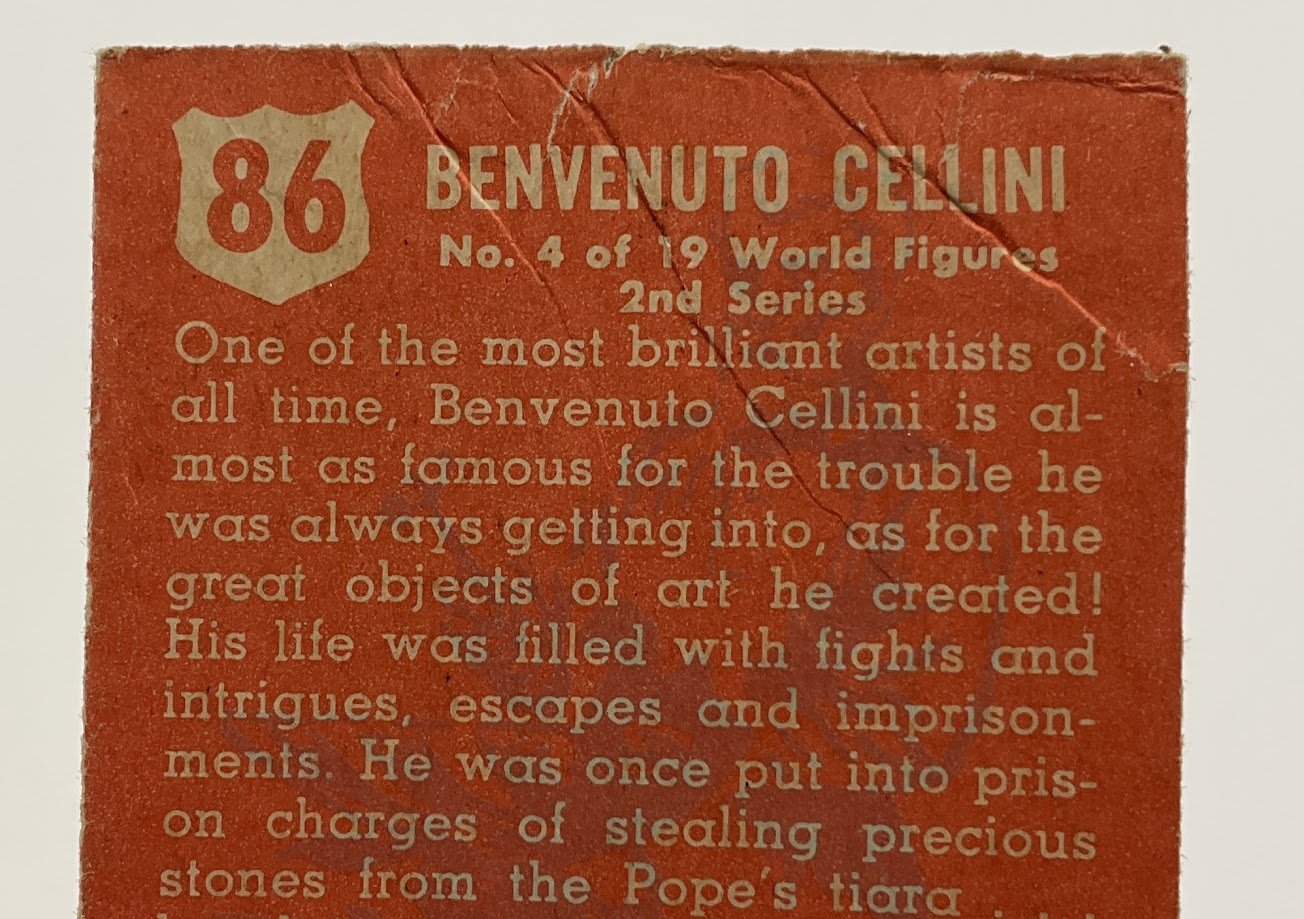 86
BENVENUTO CELLINI
No. 4 of 19 World Figures
2nd Series
One of the most brilliant artists of
all time, Benvenuto Cellini is al-
most as famous for the trouble he
was always getting into, as for the
great objects of art he created!
His life was filled with fights and
intrigues, escapes and imprison-
ments. He was once put into pris-
on charges of stealing precious
stones from the Pope's tiara